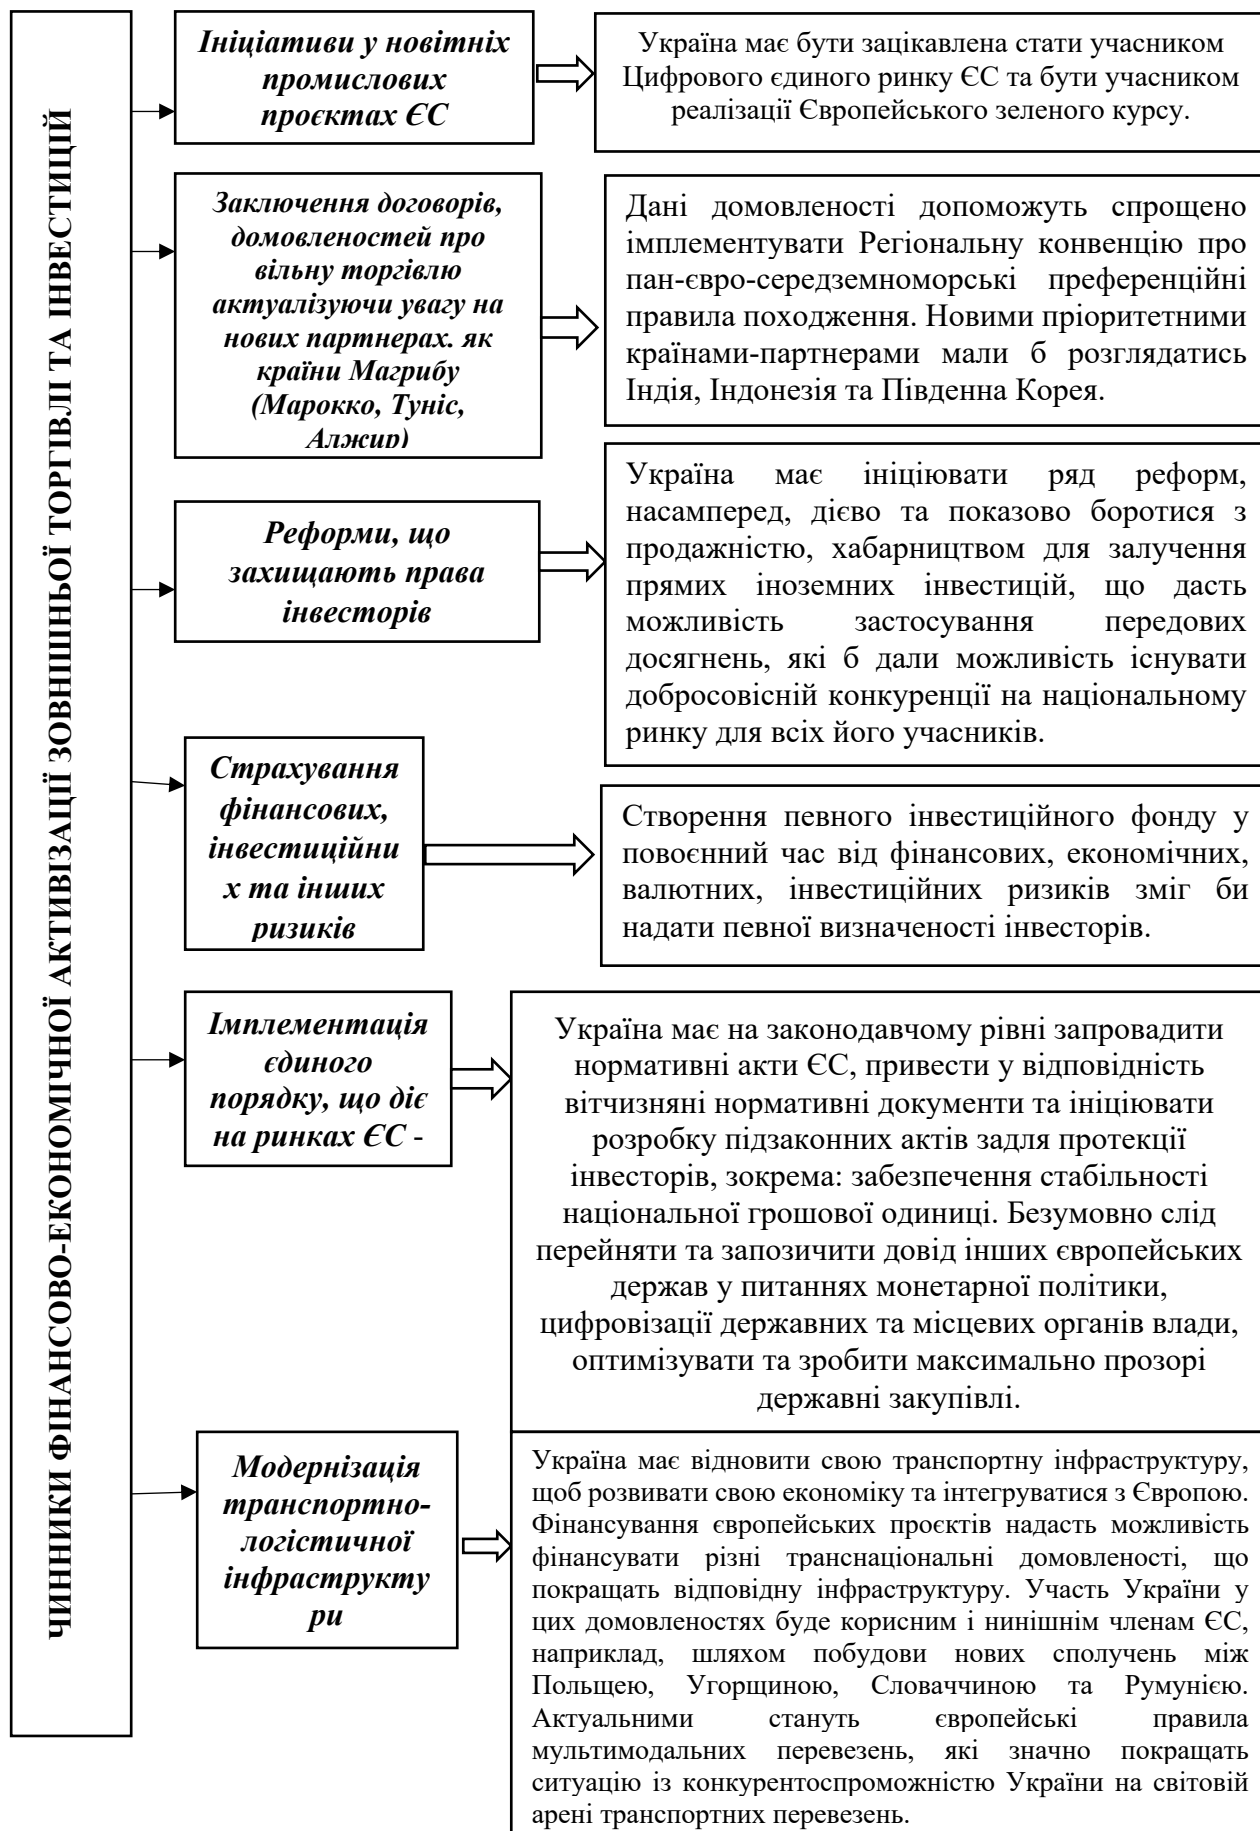 ЧИННИКИ ФІНАНСОВО-ЕКОНОМІЧНОЇ АКТИВІЗАЦІЇ ЗОВНІШНЬОЇ ТОРГІВЛІ ТА ІНВЕСТИЦІЙ
Ініціативи у новітніх
промислових
проєктах ЄС
Україна має бути зацікавлена стати учасником
Цифрового єдиного ринку ЄС та бути учасником
реалізації Європейського зеленого курсу.
Заключення договорів,
домовленостей про
вільну торгівлю
актуалізуючи увагу на
нових партнерах. як
країни Магрибу
(Марокко, Туніс,
Алжир)
Дані домовленості допоможуть спрощено
імплементувати Регіональну конвенцію про
пан-євро-середземноморські преференційні
правила походження. Новими пріоритетними
країнами-партнерами мали б розглядатись
Індія, Індонезія та Південна Корея.
Реформи, що
захищають права
інвесторів
Україна має ініціювати ряд реформ,
насамперед, дієво та показово боротися з
продажністю, хабарництвом для залучення
прямих іноземних інвестицій, що дасть
можливість застосування передових
досягнень, які б дали можливість існувати
добросовісній конкуренції на національному
ринку для всіх його учасників.
Страхування
фінансових,
інвестиційни
х та інших
ризиків
Створення певного інвестиційного фонду у
повоєнний час від фінансових, економічних,
валютних, інвестиційних ризиків зміг би
надати певної визначеності інвесторів.
Імплементація
єдиного
порядку, що діє
на ринках ЄС -
Україна має на законодавчому рівні запровадити
нормативні акти ЄС, привести у відповідність
вітчизняні нормативні документи та ініціювати
розробку підзаконних актів задля протекції
інвесторів, зокрема: забезпечення стабільності
національної грошової одиниці. Безумовно слід
перейняти та запозичити довід інших європейських
держав у питаннях монетарної політики,
цифровізації державних та місцевих органів влади,
оптимізувати та зробити максимально прозорі
державні закупівлі.
Модернізація
транспортно-
логістичної
інфраструкту
ри
Україна має відновити свою транспортну інфраструктуру,
щоб розвивати свою економіку та інтегруватися з Європою.
Фінансування європейських проєктів надасть можливість
фінансувати різні транснаціональні домовленості, що
покращать відповідну інфраструктуру. Участь України у
цих домовленостях буде корисним і нинішнім членам ЄС,
наприклад, шляхом побудови нових сполучень між
Польщею, Угорщиною, Словаччиною та Румунією.
Актуальними стануть європейські правила
мультимодальних перевезень, які значно покращать
ситуацію із конкурентоспроможністю України на світовій
арені транспортних перевезень.